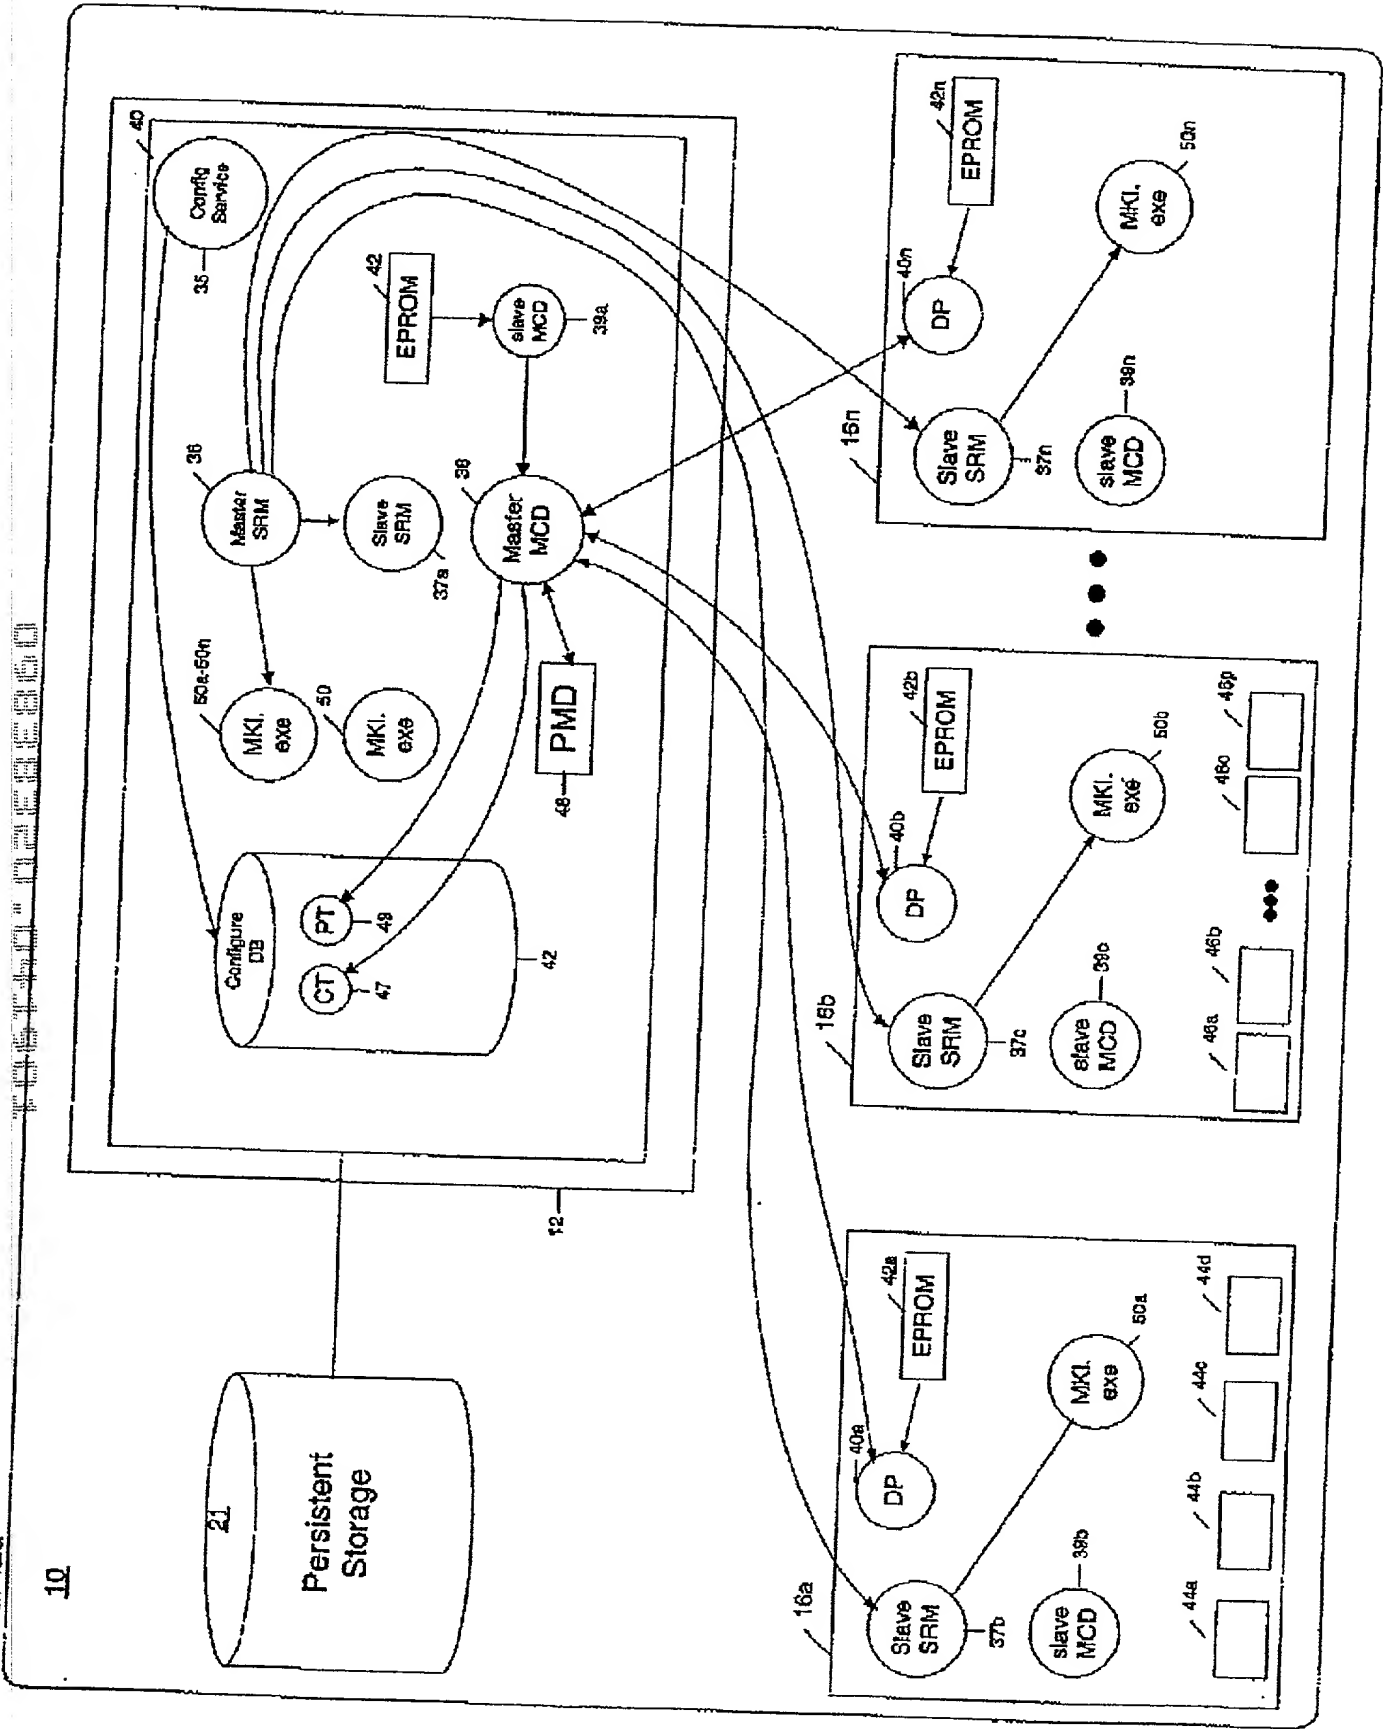 10
21
Persistent
Storage
12
40
35
Config
Service
36
Master
SRM
Slave
SRM
37a
42
EPROM
slave
MCD
39a
38
Master
MCD
50a-50n
MKI.
exe
50
MKI.
exe
PMD
48
Configure
DB
PT
49
CT
47
42
16a
Slave
SRM
37b
40a
DP
42a
EPROM
slave
MCD
39b
MKI.
exe
50a
44a
44b
44c
44d
16b
Slave
SRM
37c
40b
DP
42b
EPROM
slave
MCD
39c
MKI.
exe
50b
46a
46b
46o
46p
16n
Slave
SRM
37n
40n
DP
42n
EPROM
slave
MCD
39n
MKI.
exe
50n